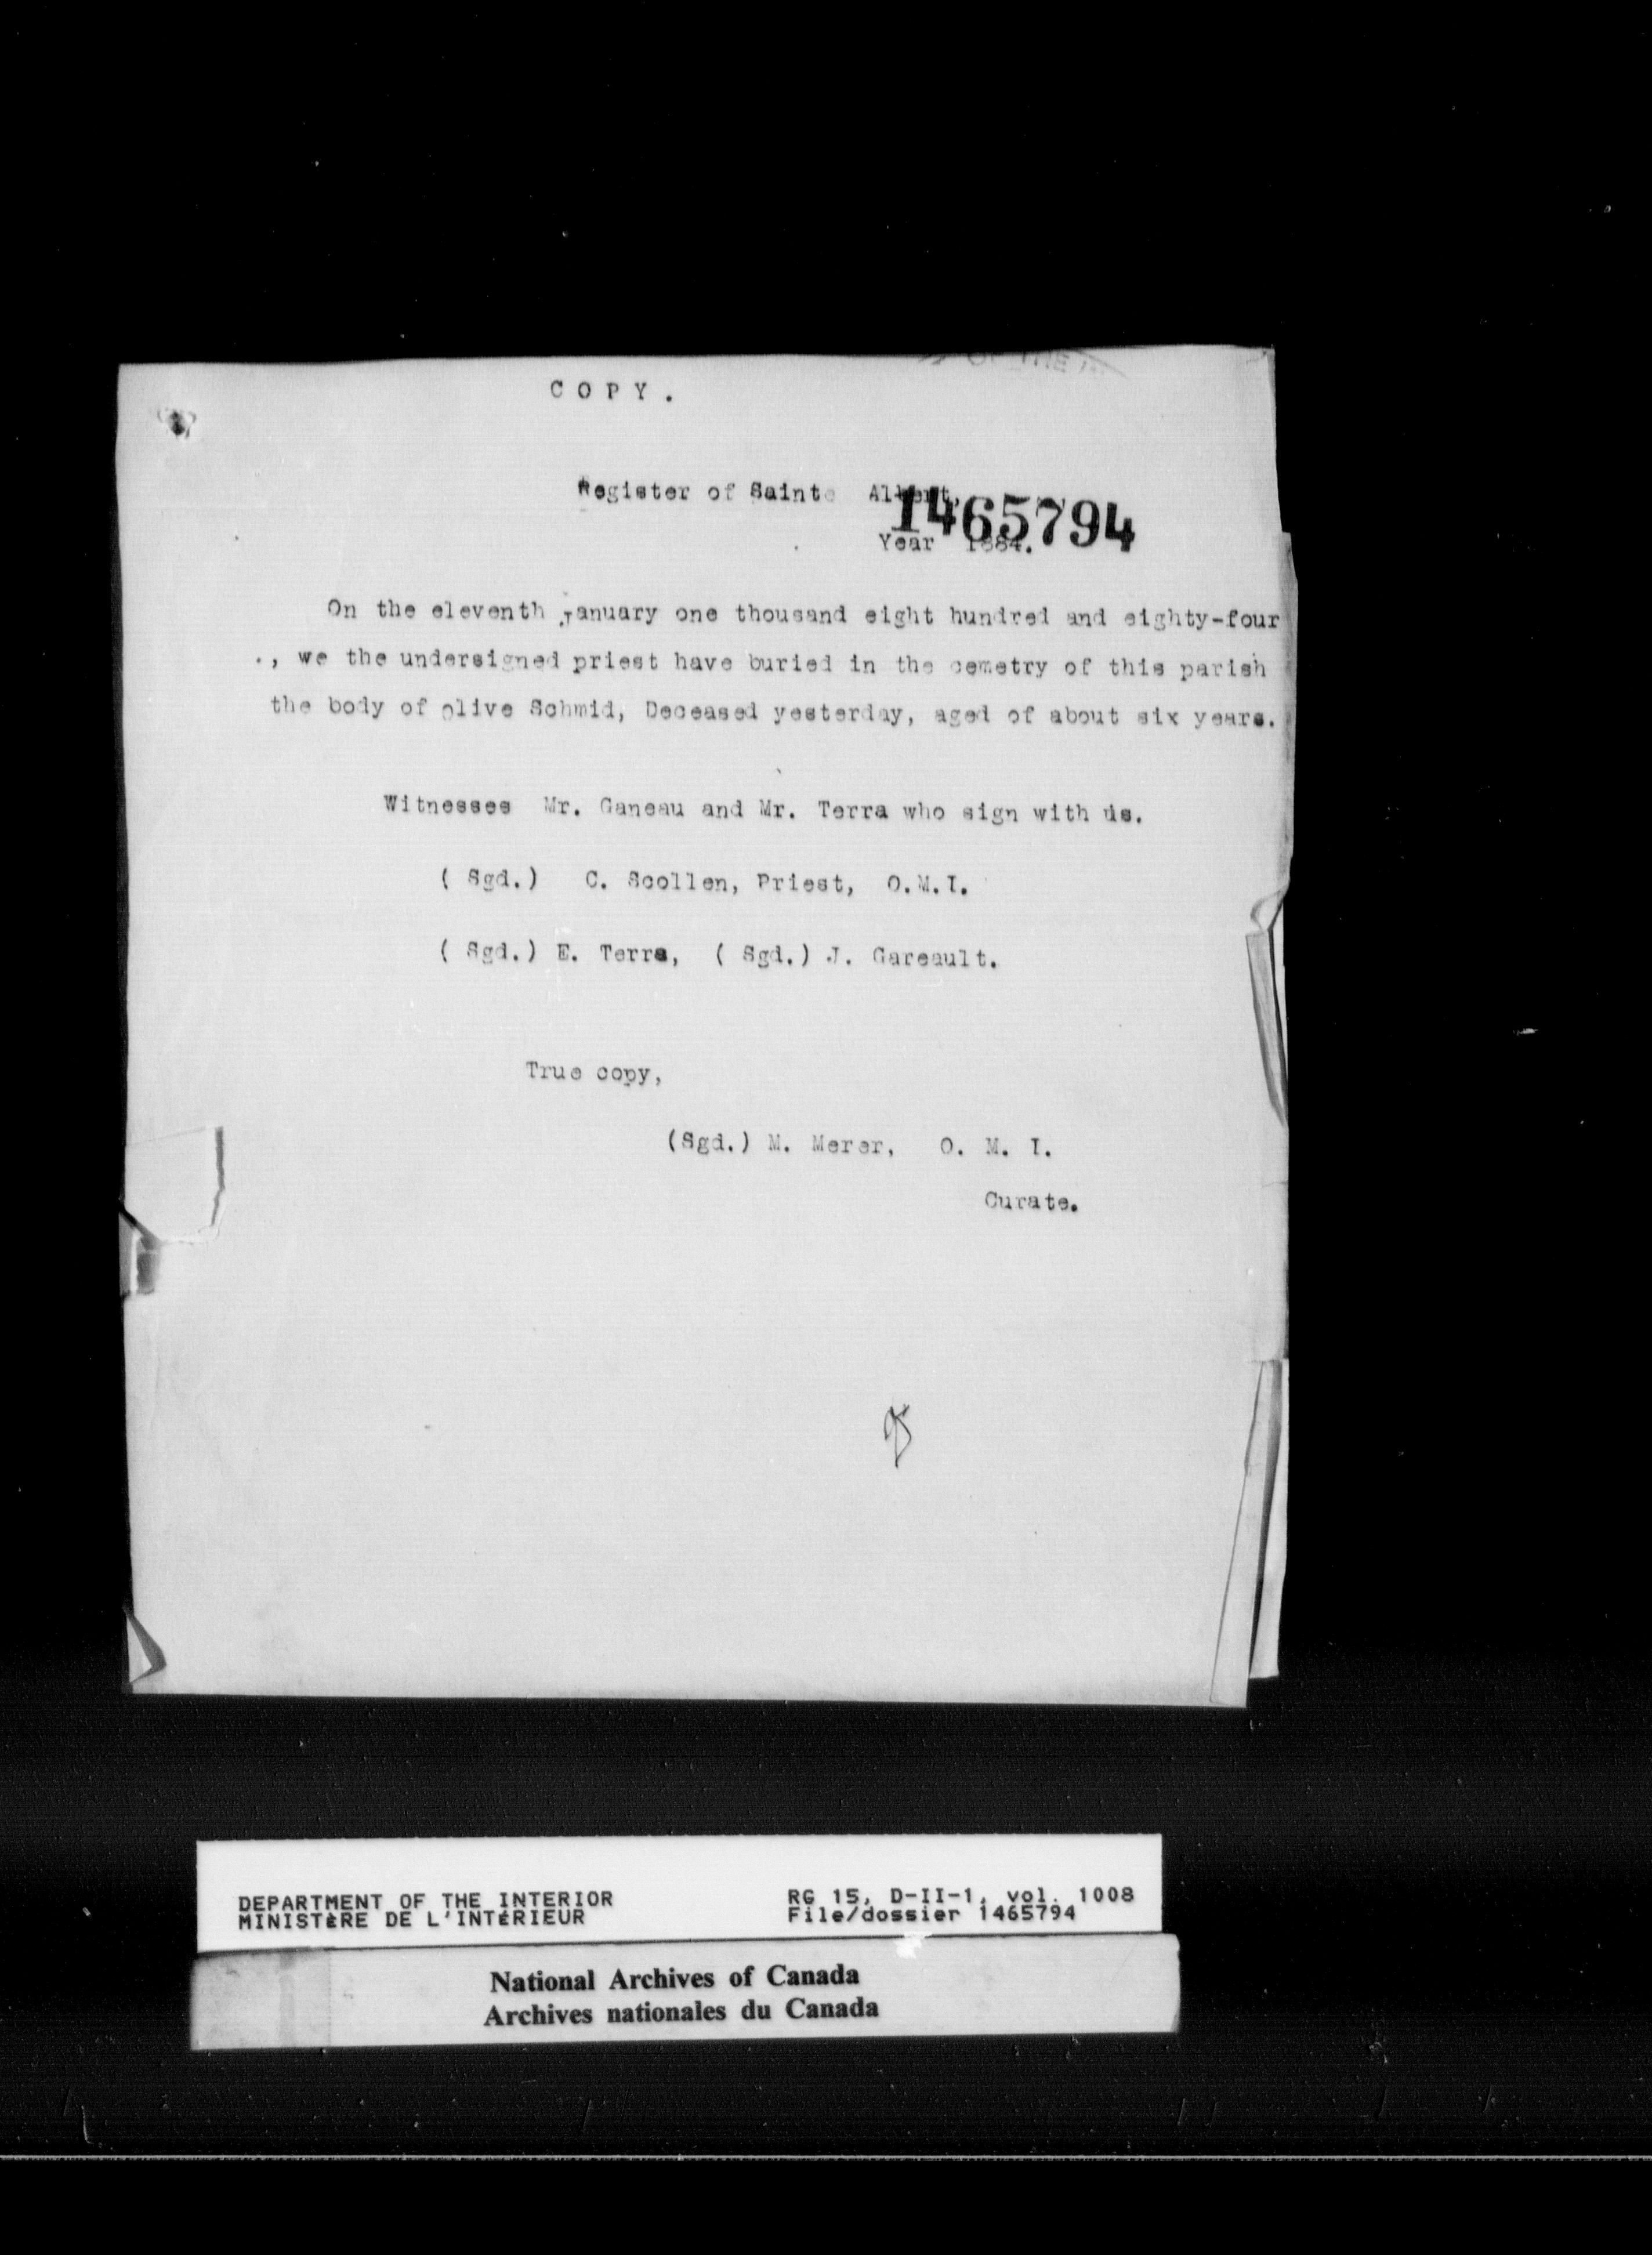 OF THE
COPY.
Register of Sainte Albert,
1465794
Year 1884.
On the eleventh January one thousand eight hundred and eighty-four
., we the undersigned priest have buried in the cemetry of this parish
the body of olive Schmid, Deceased yesterday, aged of about six years.
Witnesses Mr. Ganeau and Mr. Terra who sign with us.
( Sgd.) C. Scollen, Priest, O.M.I.
( Sgd.) E. Terra, ( Sgd.) J. Gareault.
True copy,
(Sgd.) M. Merer, O. M. I.
Curate.
DEPARTMENT OF THE INTERIOR RG 15, D-II-1, vol. 1008
MINISTÈRE DE L'INTÉRIEUR File/dossier 1465794
National Archives of Canada
Archives nationales du Canada